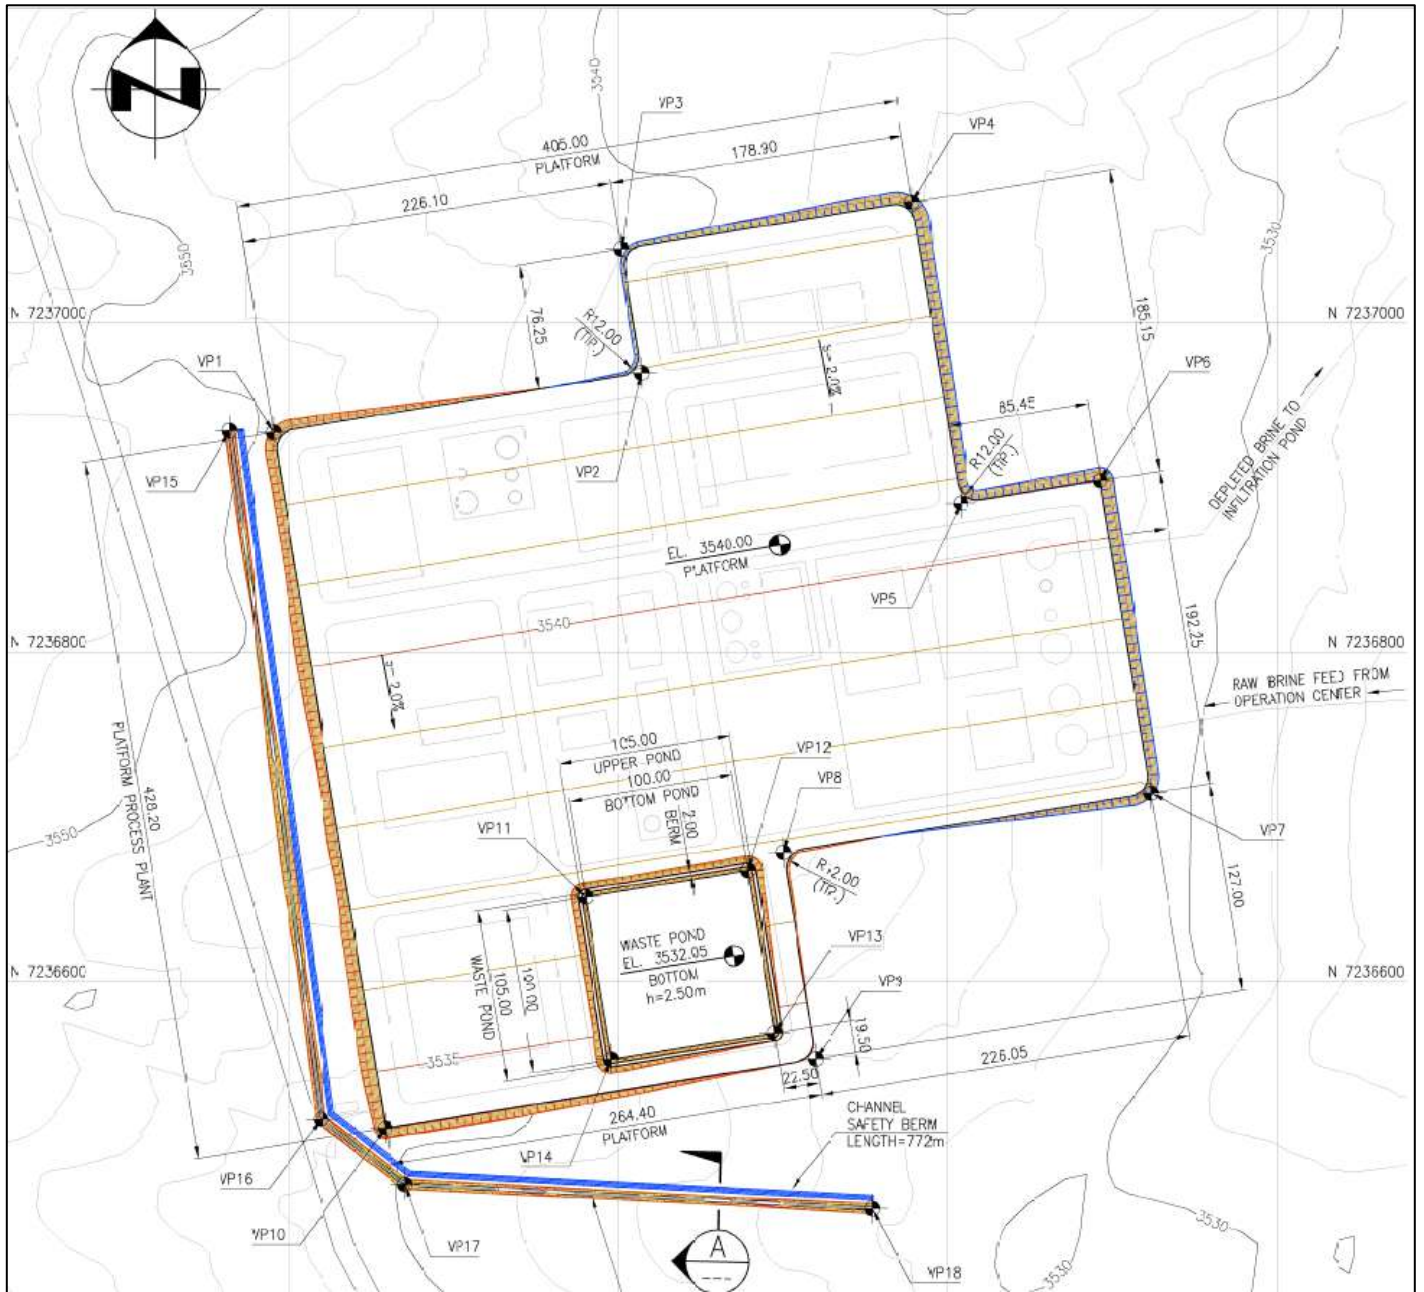 3540
VP3
VP4
405.00
PLATFORM
178.90
226.10
3550
3530
76.25
R12.00
(TIP.)
N 7237000
N 7237000
185.15
VP1
S= 2.0%
VP6
85.45
R12.00
(TIP.)
DEPLETED BRINE TO
INFILTRATION POND
VP2
VP15
EL. 3540.00
PLATFORM
VP5
3540
192.25
N 7236800
N 7236800
S= 2.0%
RAW BRINE FEED FROM
OPERATION CENTER
PLATFORM PROCESS PLANT
428.20
105.00
UPPER POND
100.00
BOTTOM POND
VP12
VP8
2.00
BERM
3550
VP11
VP7
R12.00
(TIP.)
127.00
WASTE POND
EL. 3532.05
BOTTOM
h=2.50m
VP13
100.00
105.00
WASTE POND
N 7236600
N 7236600
VP9
19.50
3535
226.05
22.50
264.40
PLATFORM
CHANNEL
SAFETY BERM
LENGTH=772m
VP14
VP16
VP10
VP17
A
VP18
3530
3530